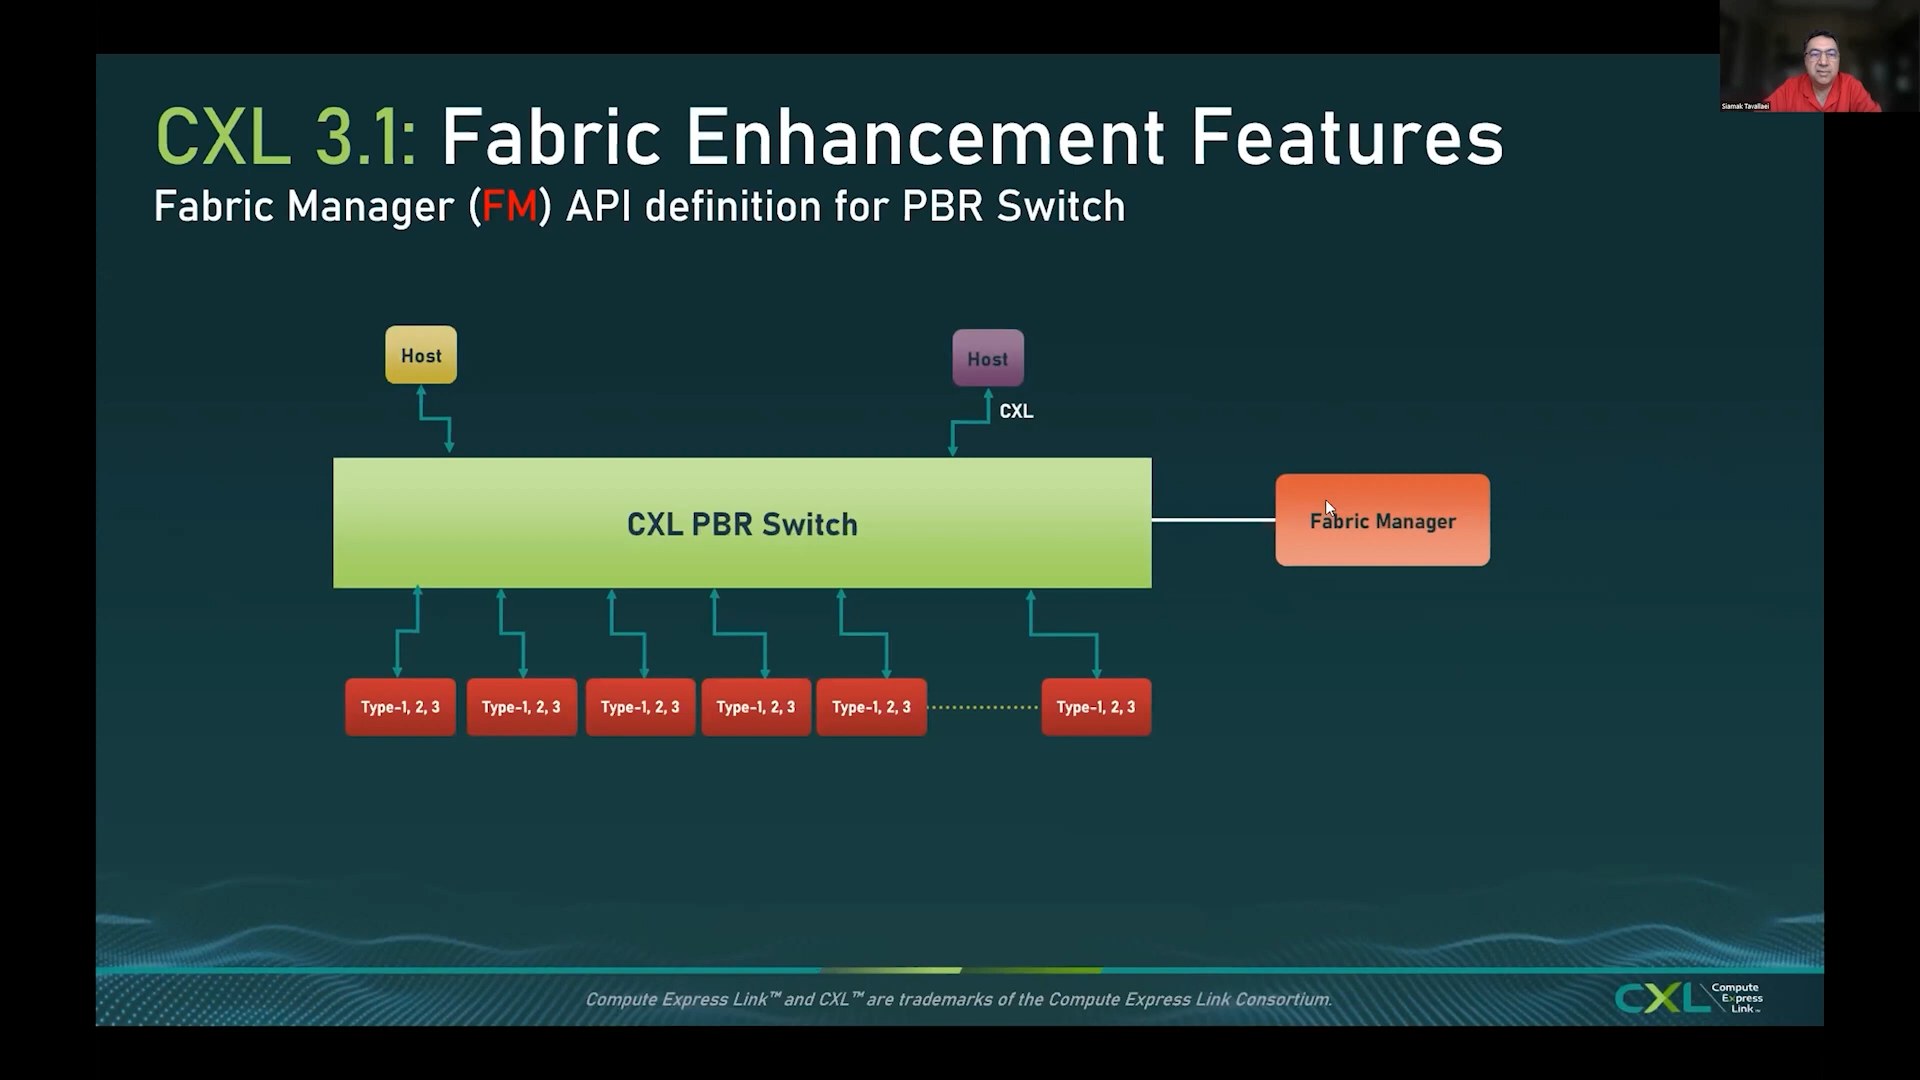 Siamak Tavallaei
CXL 3.1: Fabric Enhancement Features
Fabric Manager (FM) API definition for PBR Switch
Host
Host
CXL
CXL PBR Switch
Fabric Manager
Type-1, 2, 3
Type-1, 2, 3
Type-1, 2, 3
Type-1, 2, 3
Type-1, 2, 3
Type-1, 2, 3
Compute Express Link™ and CXL™ are trademarks of the Compute Express Link Consortium.
CXL
Compute
Express
Link™